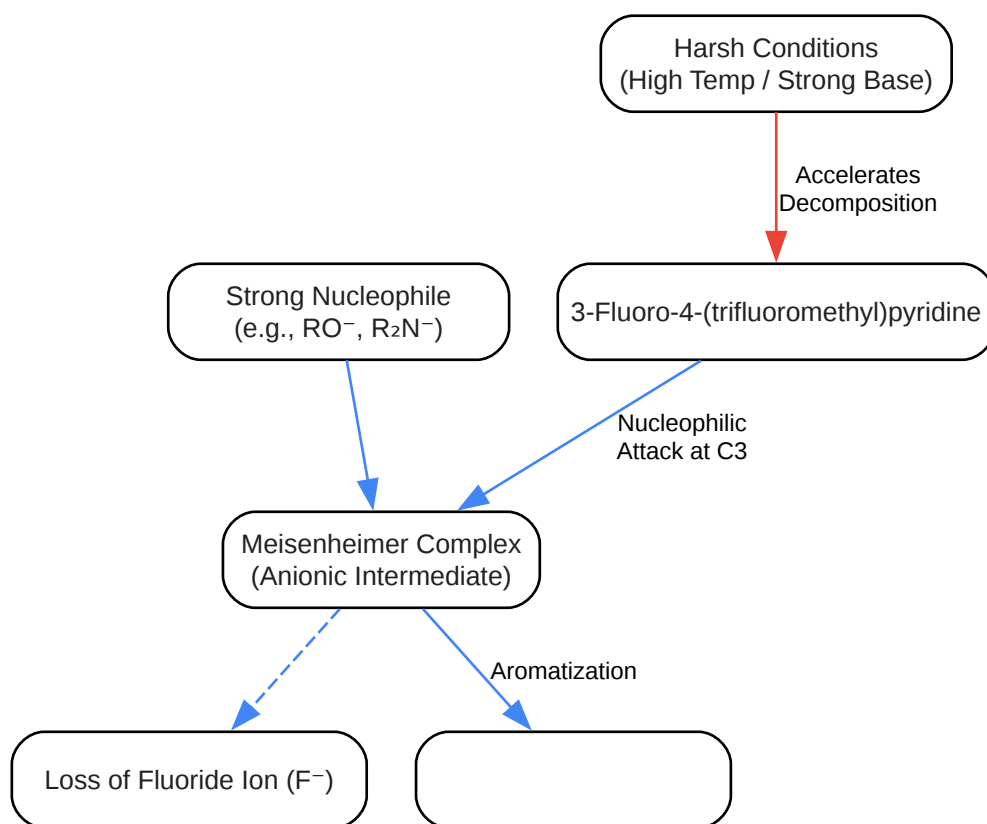 Harsh Conditions
(High Temp / Strong Base)
Accelerates
Decomposition
Strong Nucleophile
(e.g., RO⁻, R₂N⁻)
3-Fluoro-4-(trifluoromethyl)pyridine
Nucleophilic
Attack at C3
Meisenheimer Complex
(Anionic Intermediate)
Aromatization
Loss of Fluoride Ion (F⁻)